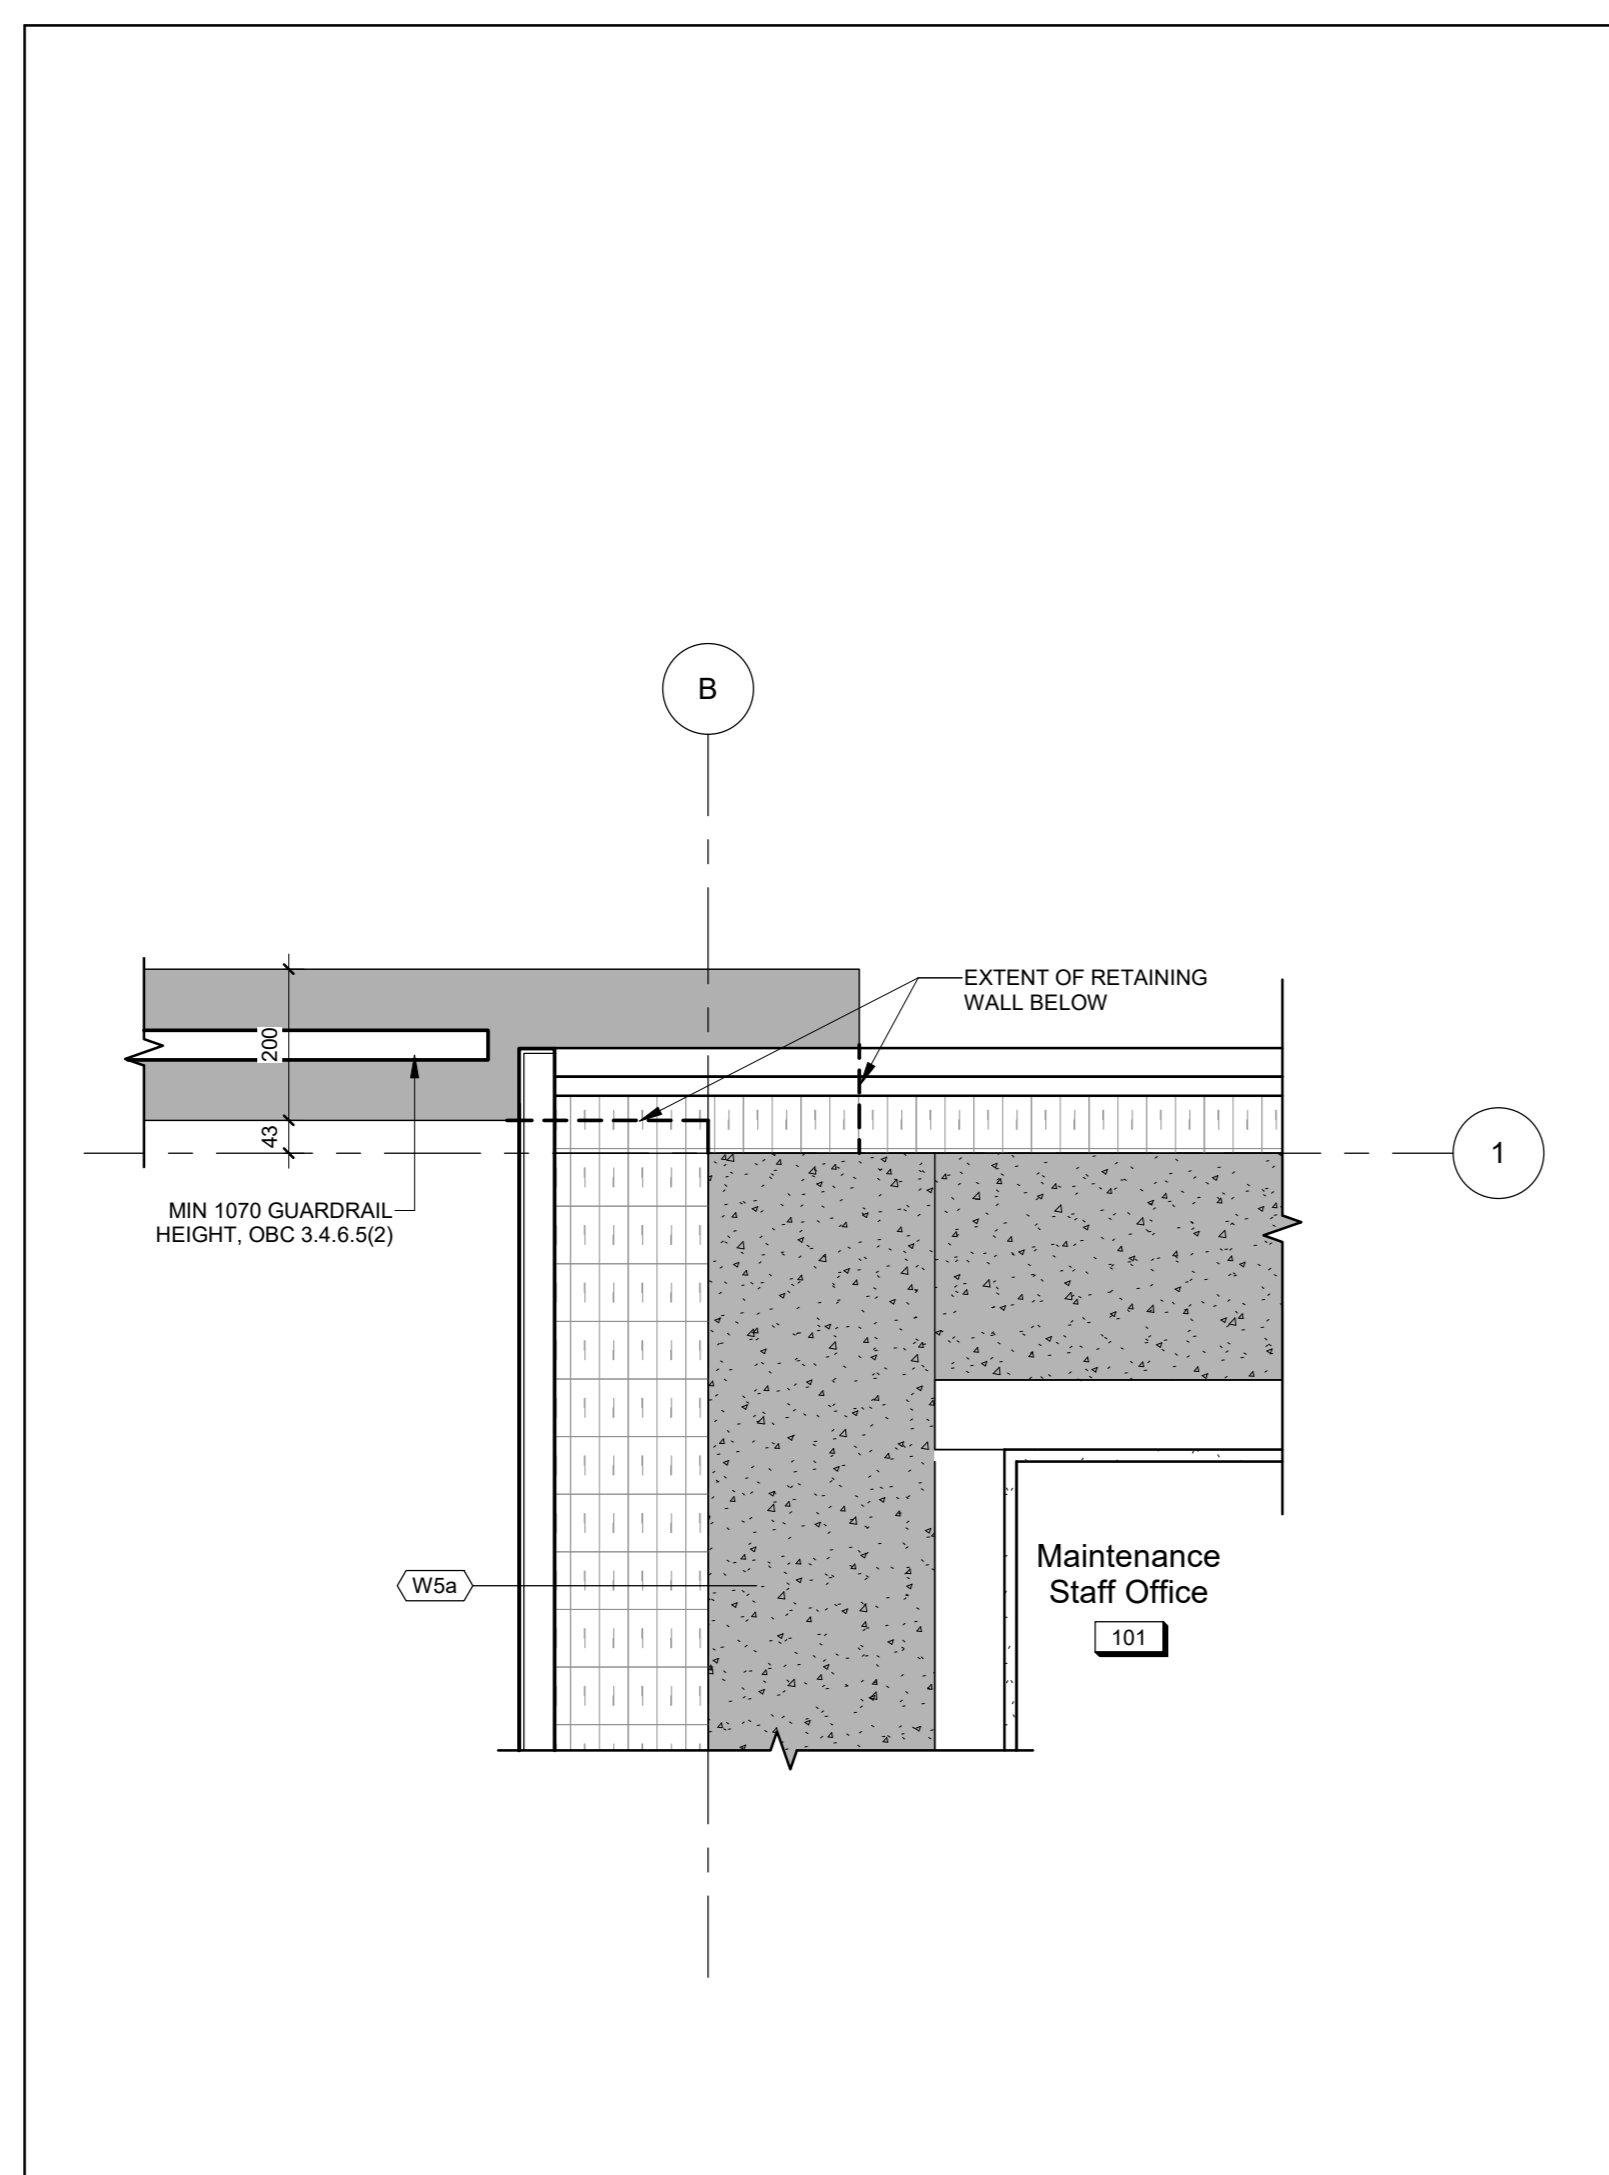 B
EXTENT OF RETAINING
WALL BELOW
200
43
1
MIN 1070 GUARDRAIL
HEIGHT, OBC 3.4.6.5(2)
W5a
Maintenance
Staff Office
101